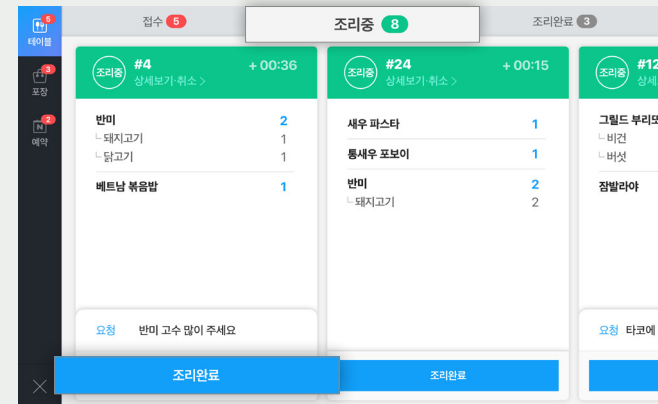 5
테이블
3
포장
N 2
예약
접수 5
조리중 8
조리완료 3
조리중 #4 +00:36
상세보기·취소 >
반미 2
돼지고기 1
닭고기 1
베트남 볶음밥 1
요청 반미 고수 많이 주세요
조리완료
조리중 #24 +00:15
상세보기·취소 >
새우 파스타 1
통새우 포보이 1
반미 2
돼지고기 2
조리완료
조리중 #12
상세
그릴드 부리또
비건
버섯
잠발라야
요청 타코에